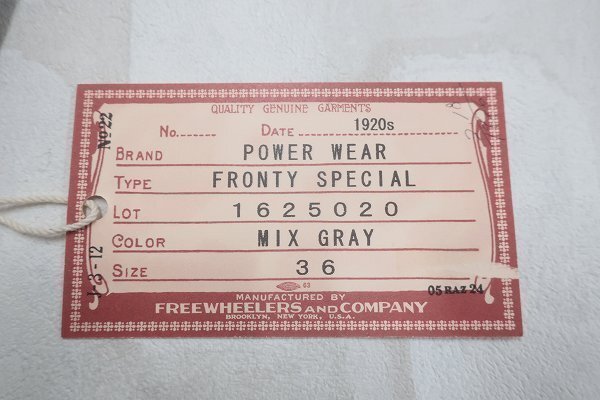 QUALITY GENUINE GARMENTS
No.
DATE 1920s
No 22
BRAND POWER WEAR
TYPE FRONTY SPECIAL
LOT 1625020
COLOR MIX GRAY
SIZE 36
63
05 RAZ 24
MANUFACTURED BY
FREEWHEELERS AND COMPANY
BROOKLYN, NEW YORK, U.S.A.